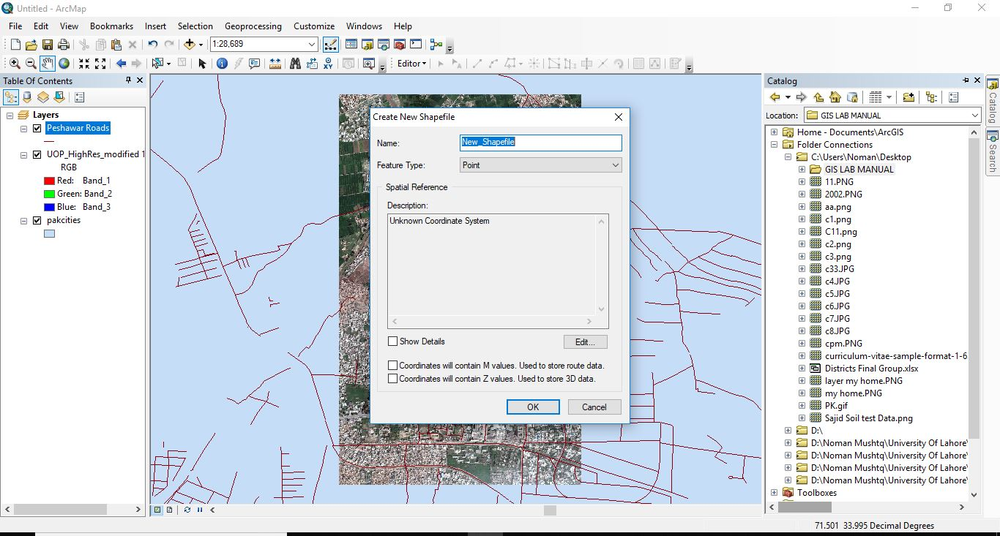 Untitled - ArcMap
File Edit View Bookmarks Insert Selection Geoprocessing Customize Windows Help
1:28,689
Editor
Table Of Contents
Layers
Peshawar Roads
UOP_HighRes_modified 1
RGB
Red: Band_1
Green: Band_2
Blue: Band_3
pakcities
Create New Shapefile
Name:
New_Shapefile
Feature Type:
Point
Spatial Reference
Description:
Unknown Coordinate System
Show Details
Edit...
Coordinates will contain M values. Used to store route data.
Coordinates will contain Z values. Used to store 3D data.
OK
Cancel
Catalog
Location: GIS LAB MANUAL
Home - Documents\ArcGIS
Folder Connections
C:\Users\Noman\Desktop
GIS LAB MANUAL
11.PNG
2002.PNG
aa.png
c1.png
C11.png
c2.png
c3.png
c33.JPG
c4.JPG
c5.JPG
c6.JPG
c7.JPG
c8.JPG
cpm.PNG
curriculum-vitae-sample-format-1-6
Districts Final Group.xlsx
layer my home.PNG
my home.PNG
PK.gif
Sajid Soil test Data.png
D:\
D:\Noman Mushtq\University Of Lahore\
D:\Noman Mushtq\University Of Lahore\
D:\Noman Mushtq\University Of Lahore\
D:\Noman Mushtq\University Of Lahore\
Toolboxes
Catalog
Search
71.501 33.995 Decimal Degrees